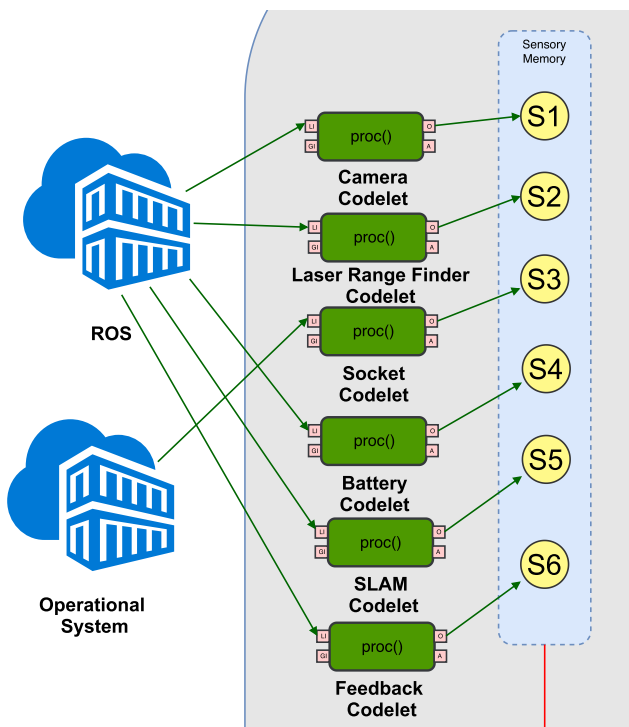 Sensory
Memory
S1
LI
GI
proc()
O
A
Camera
Codelet
S2
LI
GI
proc()
O
A
Laser Range Finder
Codelet
S3
ROS
LI
GI
proc()
O
A
Socket
Codelet
S4
LI
GI
proc()
O
A
Battery
Codelet
S5
LI
GI
proc()
O
A
SLAM
Codelet
S6
Operational
System
LI
GI
proc()
O
A
Feedback
Codelet